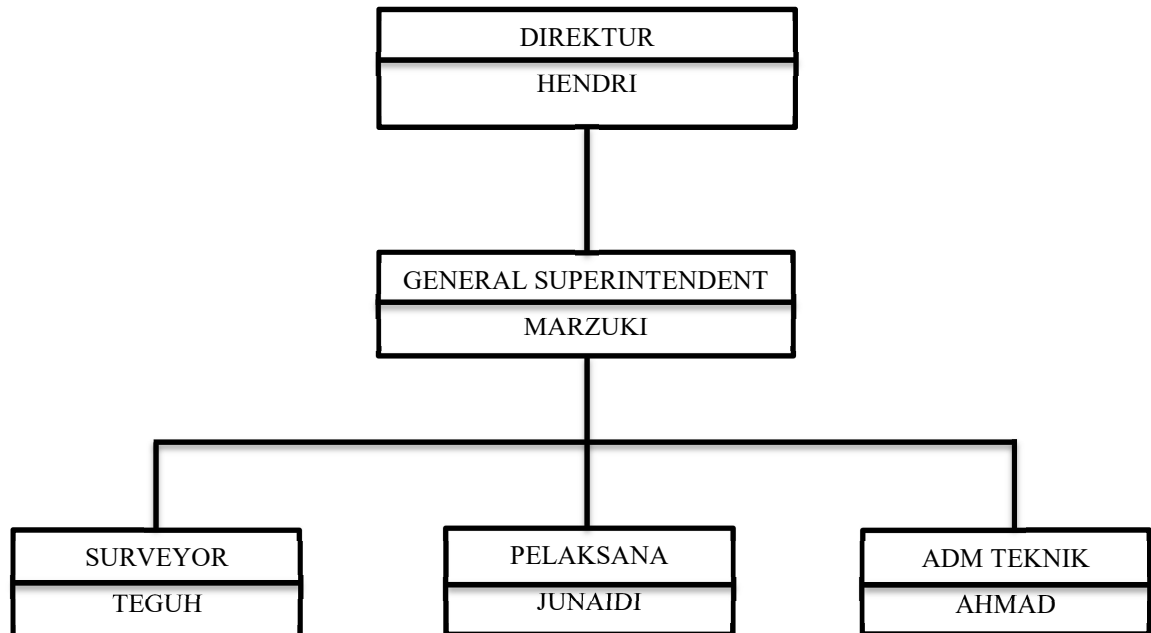 DIREKTUR
HENDRI
GENERAL SUPERINTENDENT
MARZUKI
SURVEYOR
TEGUH
PELAKSANA
JUNAIDI
ADM TEKNIK
AHMAD